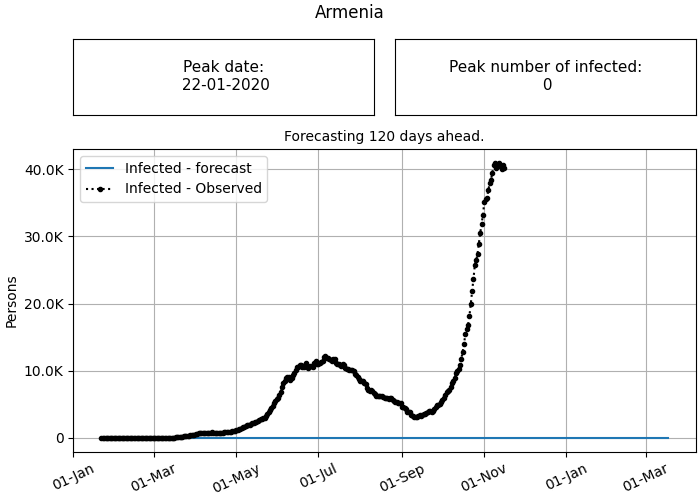 Armenia
Peak date:
22-01-2020
Peak number of infected:
0
Forecasting 120 days ahead.
Infected - forecast
Infected - Observed
Persons
40.0K
30.0K
20.0K
10.0K
0
01-Jan
01-Mar
01-May
01-Jul
01-Sep
01-Nov
01-Jan
01-Mar